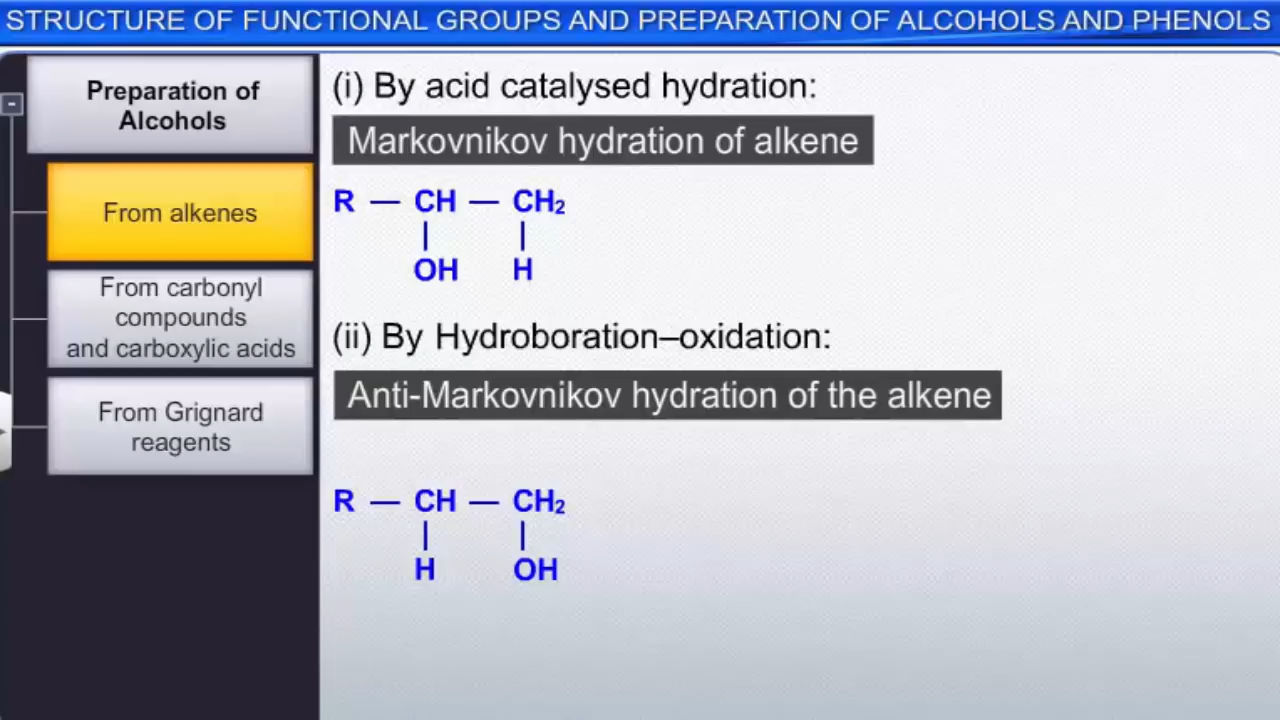 STRUCTURE OF FUNCTIONAL GROUPS AND PREPARATION OF ALCOHOLS AND PHENOLS
Preparation of
Alcohols
From alkenes
From carbonyl
compounds
and carboxylic acids
From Grignard
reagents
(i) By acid catalysed hydration:
Markovnikov hydration of alkene
R — CH — CH₂
| |
OH H
(ii) By Hydroboration–oxidation:
Anti-Markovnikov hydration of the alkene
R — CH — CH₂
| |
H OH